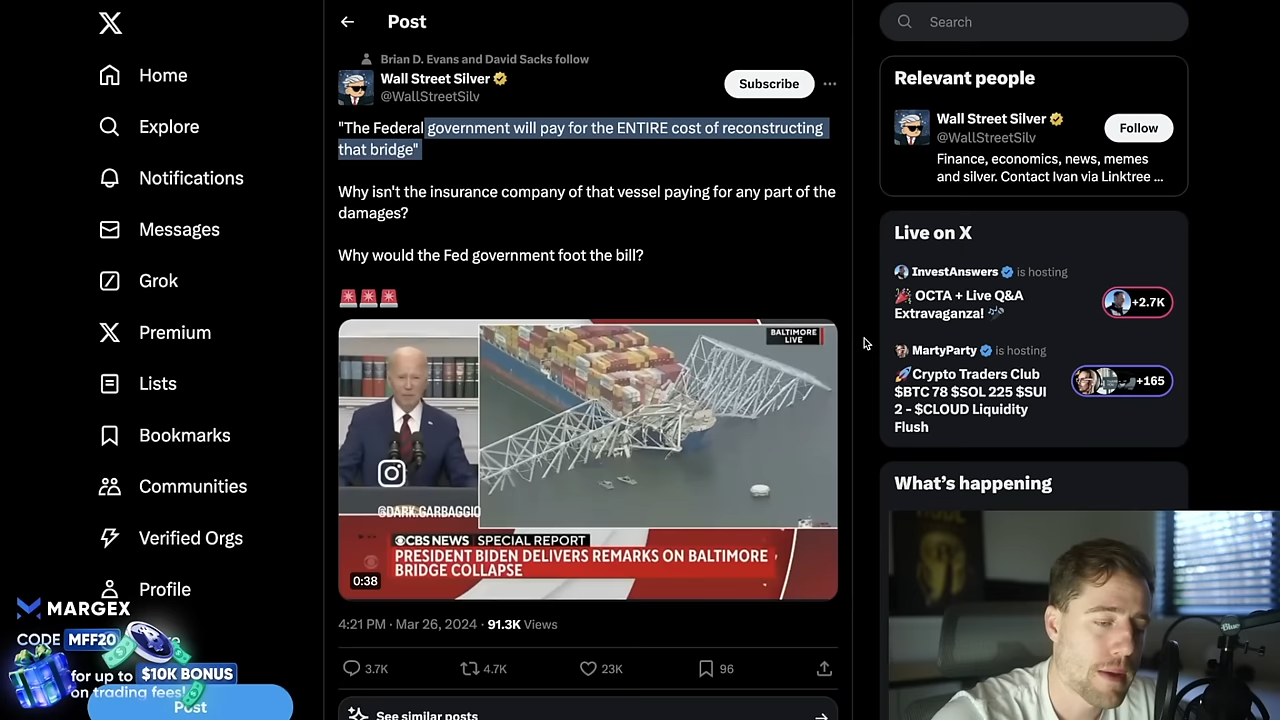 Home
Explore
Notifications
Messages
Grok
Premium
Lists
Bookmarks
Communities
Verified Orgs
Profile
MARGEX
CODE MFF20
for up to $10K BONUS
on trading fees!
Post
Post
Brian D. Evans and David Sacks follow
Wall Street Silver
@WallStreetSilv
Subscribe
"The Federal government will pay for the ENTIRE cost of reconstructing
that bridge"
Why isn't the insurance company of that vessel paying for any part of the
damages?
Why would the Fed government foot the bill?
BALTIMORE
LIVE
@DARK.GARBAGGIO
CBS NEWS SPECIAL REPORT
PRESIDENT BIDEN DELIVERS REMARKS ON BALTIMORE
BRIDGE COLLAPSE
0:38
4:21 PM · Mar 26, 2024 · 91.3K Views
3.7K
4.7K
23K
96
See similar posts
Search
Relevant people
Wall Street Silver
@WallStreetSilv
Follow
Finance, economics, news, memes
and silver. Contact Ivan via Linktree ...
Live on X
InvestAnswers is hosting
OCTA + Live Q&A
Extravaganza!
+2.7K
MartyParty is hosting
Crypto Traders Club
$BTC 78 $SOL 225 $SUI
2 - $CLOUD Liquidity
Flush
+165
What's happening
Blue